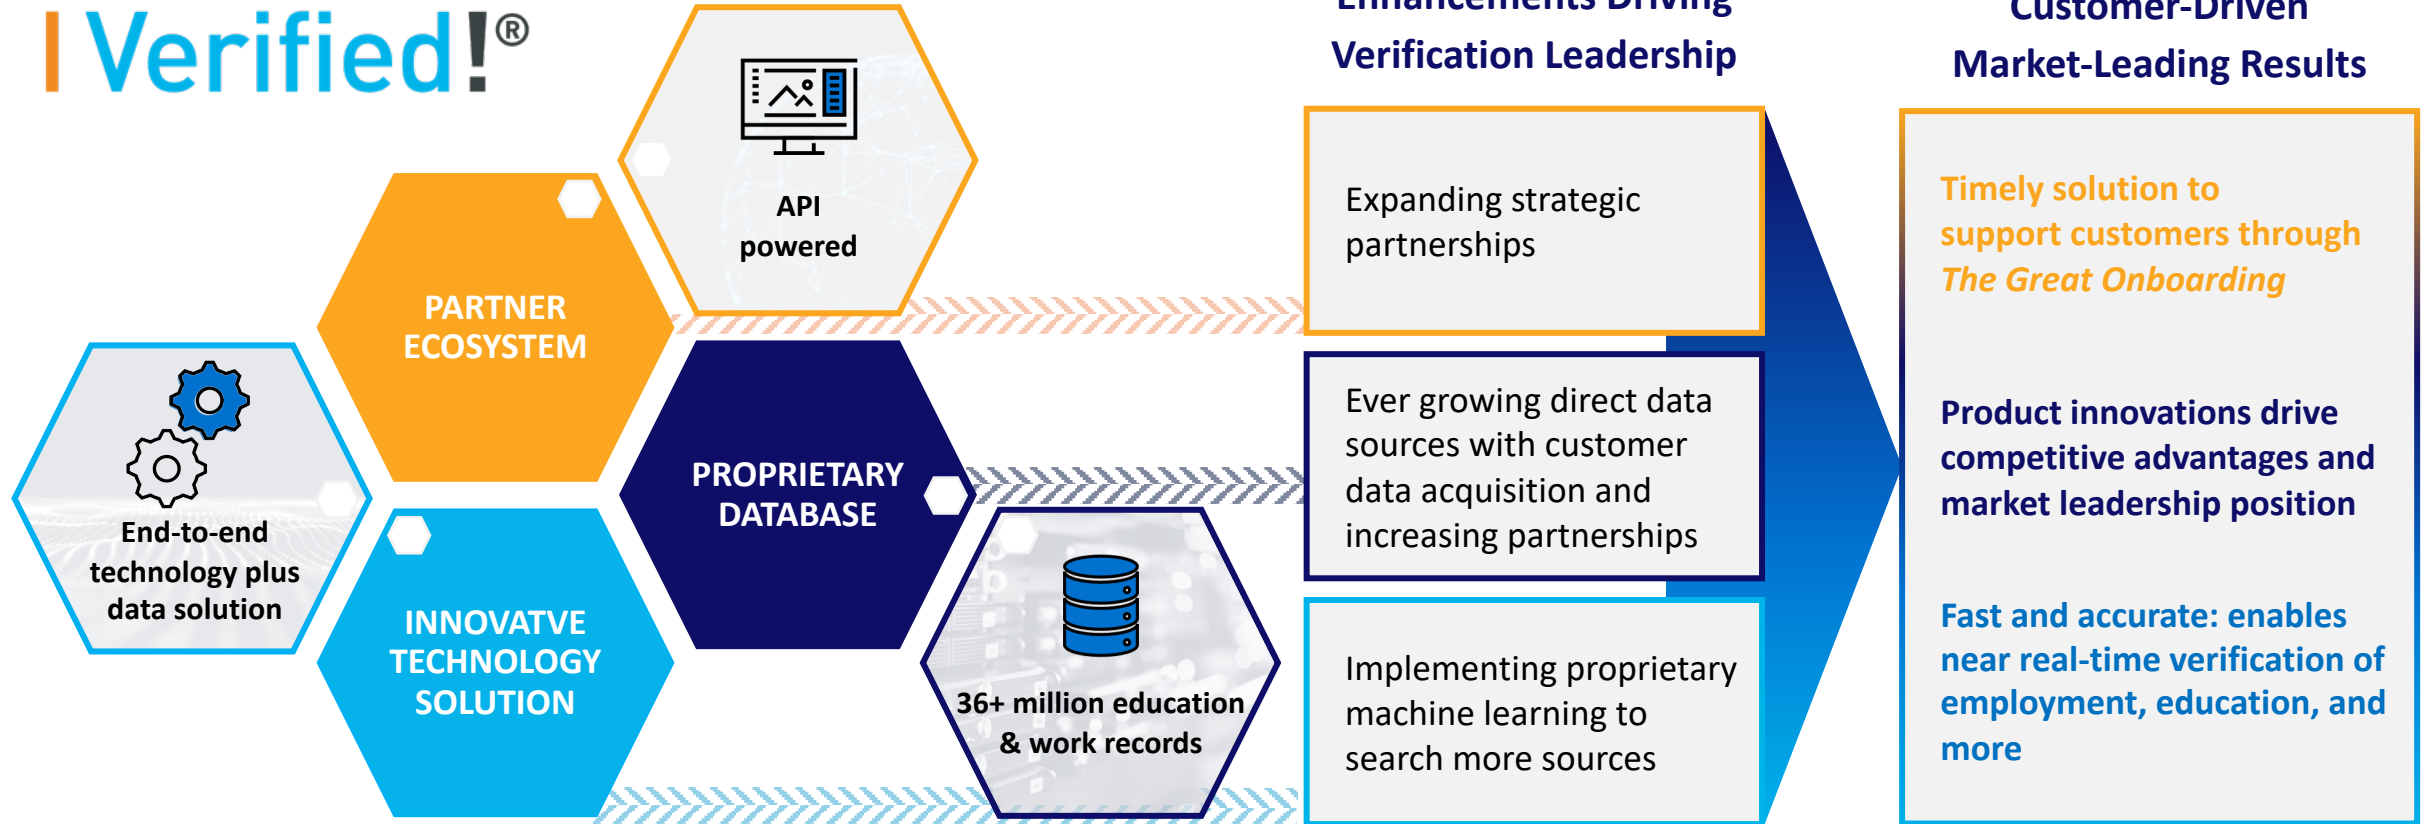 | Verified!®
API
powered
PARTNER
ECOSYSTEM
End-to-end
technology plus
data solution
PROPRIETARY
DATABASE
INNOVATVE
TECHNOLOGY
SOLUTION
36+ million education
& work records
Enhancements Driving
Verification Leadership
Expanding strategic
partnerships
Ever growing direct data
sources with customer
data acquisition and
increasing partnerships
Implementing proprietary
machine learning to
search more sources
Customer-Driven
Market-Leading Results
Timely solution to
support customers through
The Great Onboarding
Product innovations drive
competitive advantages and
market leadership position
Fast and accurate: enables
near real-time verification of
employment, education, and
more